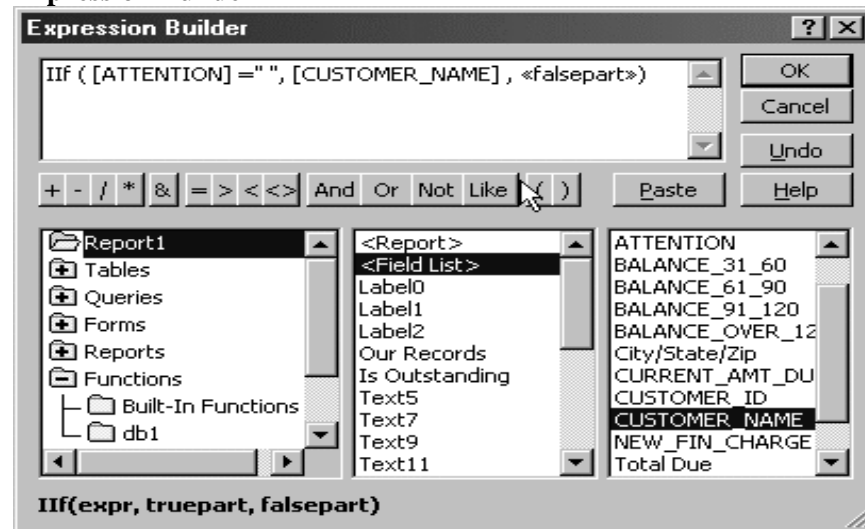 Expression Builder
IIf ( [ATTENTION] =" ", [CUSTOMER_NAME] , «falsepart»)
OK
Cancel
Undo
+ - / * & = > < <> And Or Not Like ( ) Paste Help
Report1
Tables
Queries
Forms
Reports
Functions
Built-In Functions
db1
<Report>
<Field List>
Label0
Label1
Label2
Our Records
Is Outstanding
Text5
Text7
Text9
Text11
ATTENTION
BALANCE_31_60
BALANCE_61_90
BALANCE_91_120
BALANCE_OVER_12
City/State/Zip
CURRENT_AMT_DU
CUSTOMER_ID
CUSTOMER_NAME
NEW_FIN_CHARGE
Total Due
IIf(expr, truepart, falsepart)